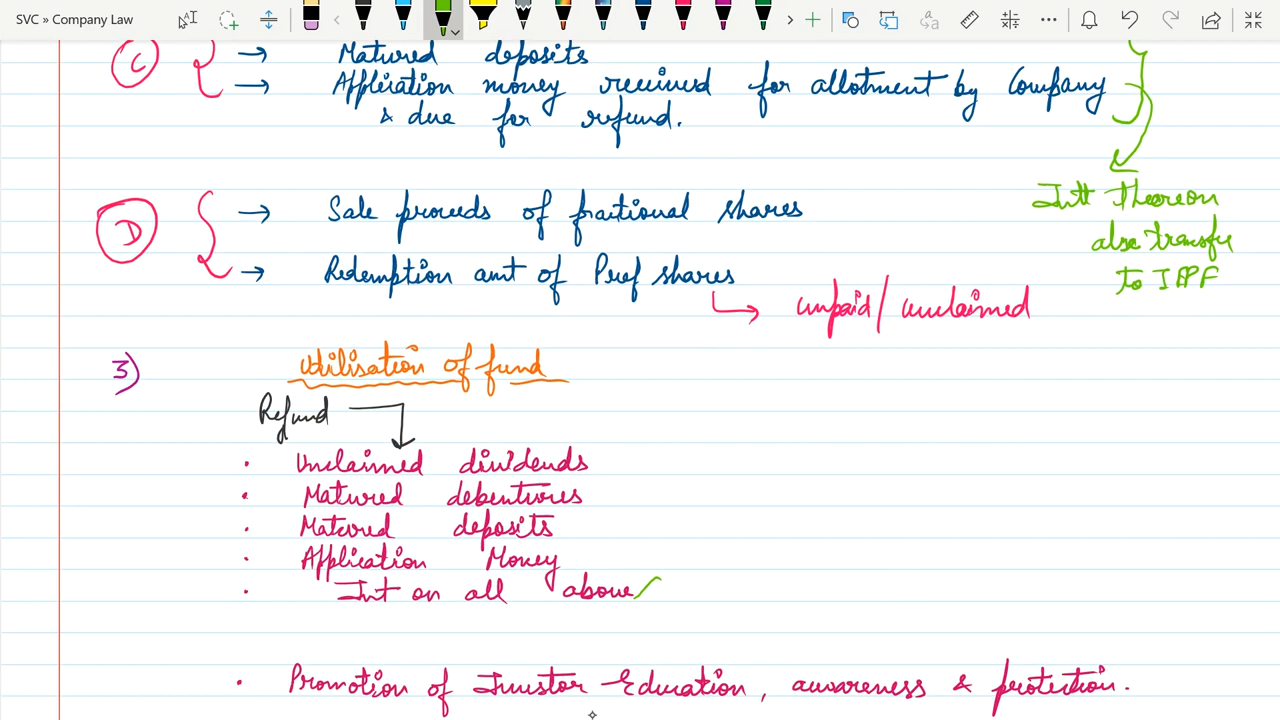 SVC » Company Law
C → Matured deposits
→ Application money received for allotment by Company
& due for refund.
D → Sale proceeds of fractional shares
→ Redemption amt of Pref shares
→ unpaid/unclaimed
Intt Thereon
also transfer
to IEPF
3) Utilisation of fund
Refund
· Unclaimed dividends
· Matured debentures
· Matured deposits
· Application Money
· Int on all above
· Promotion of Investor Education, awareness & protection.